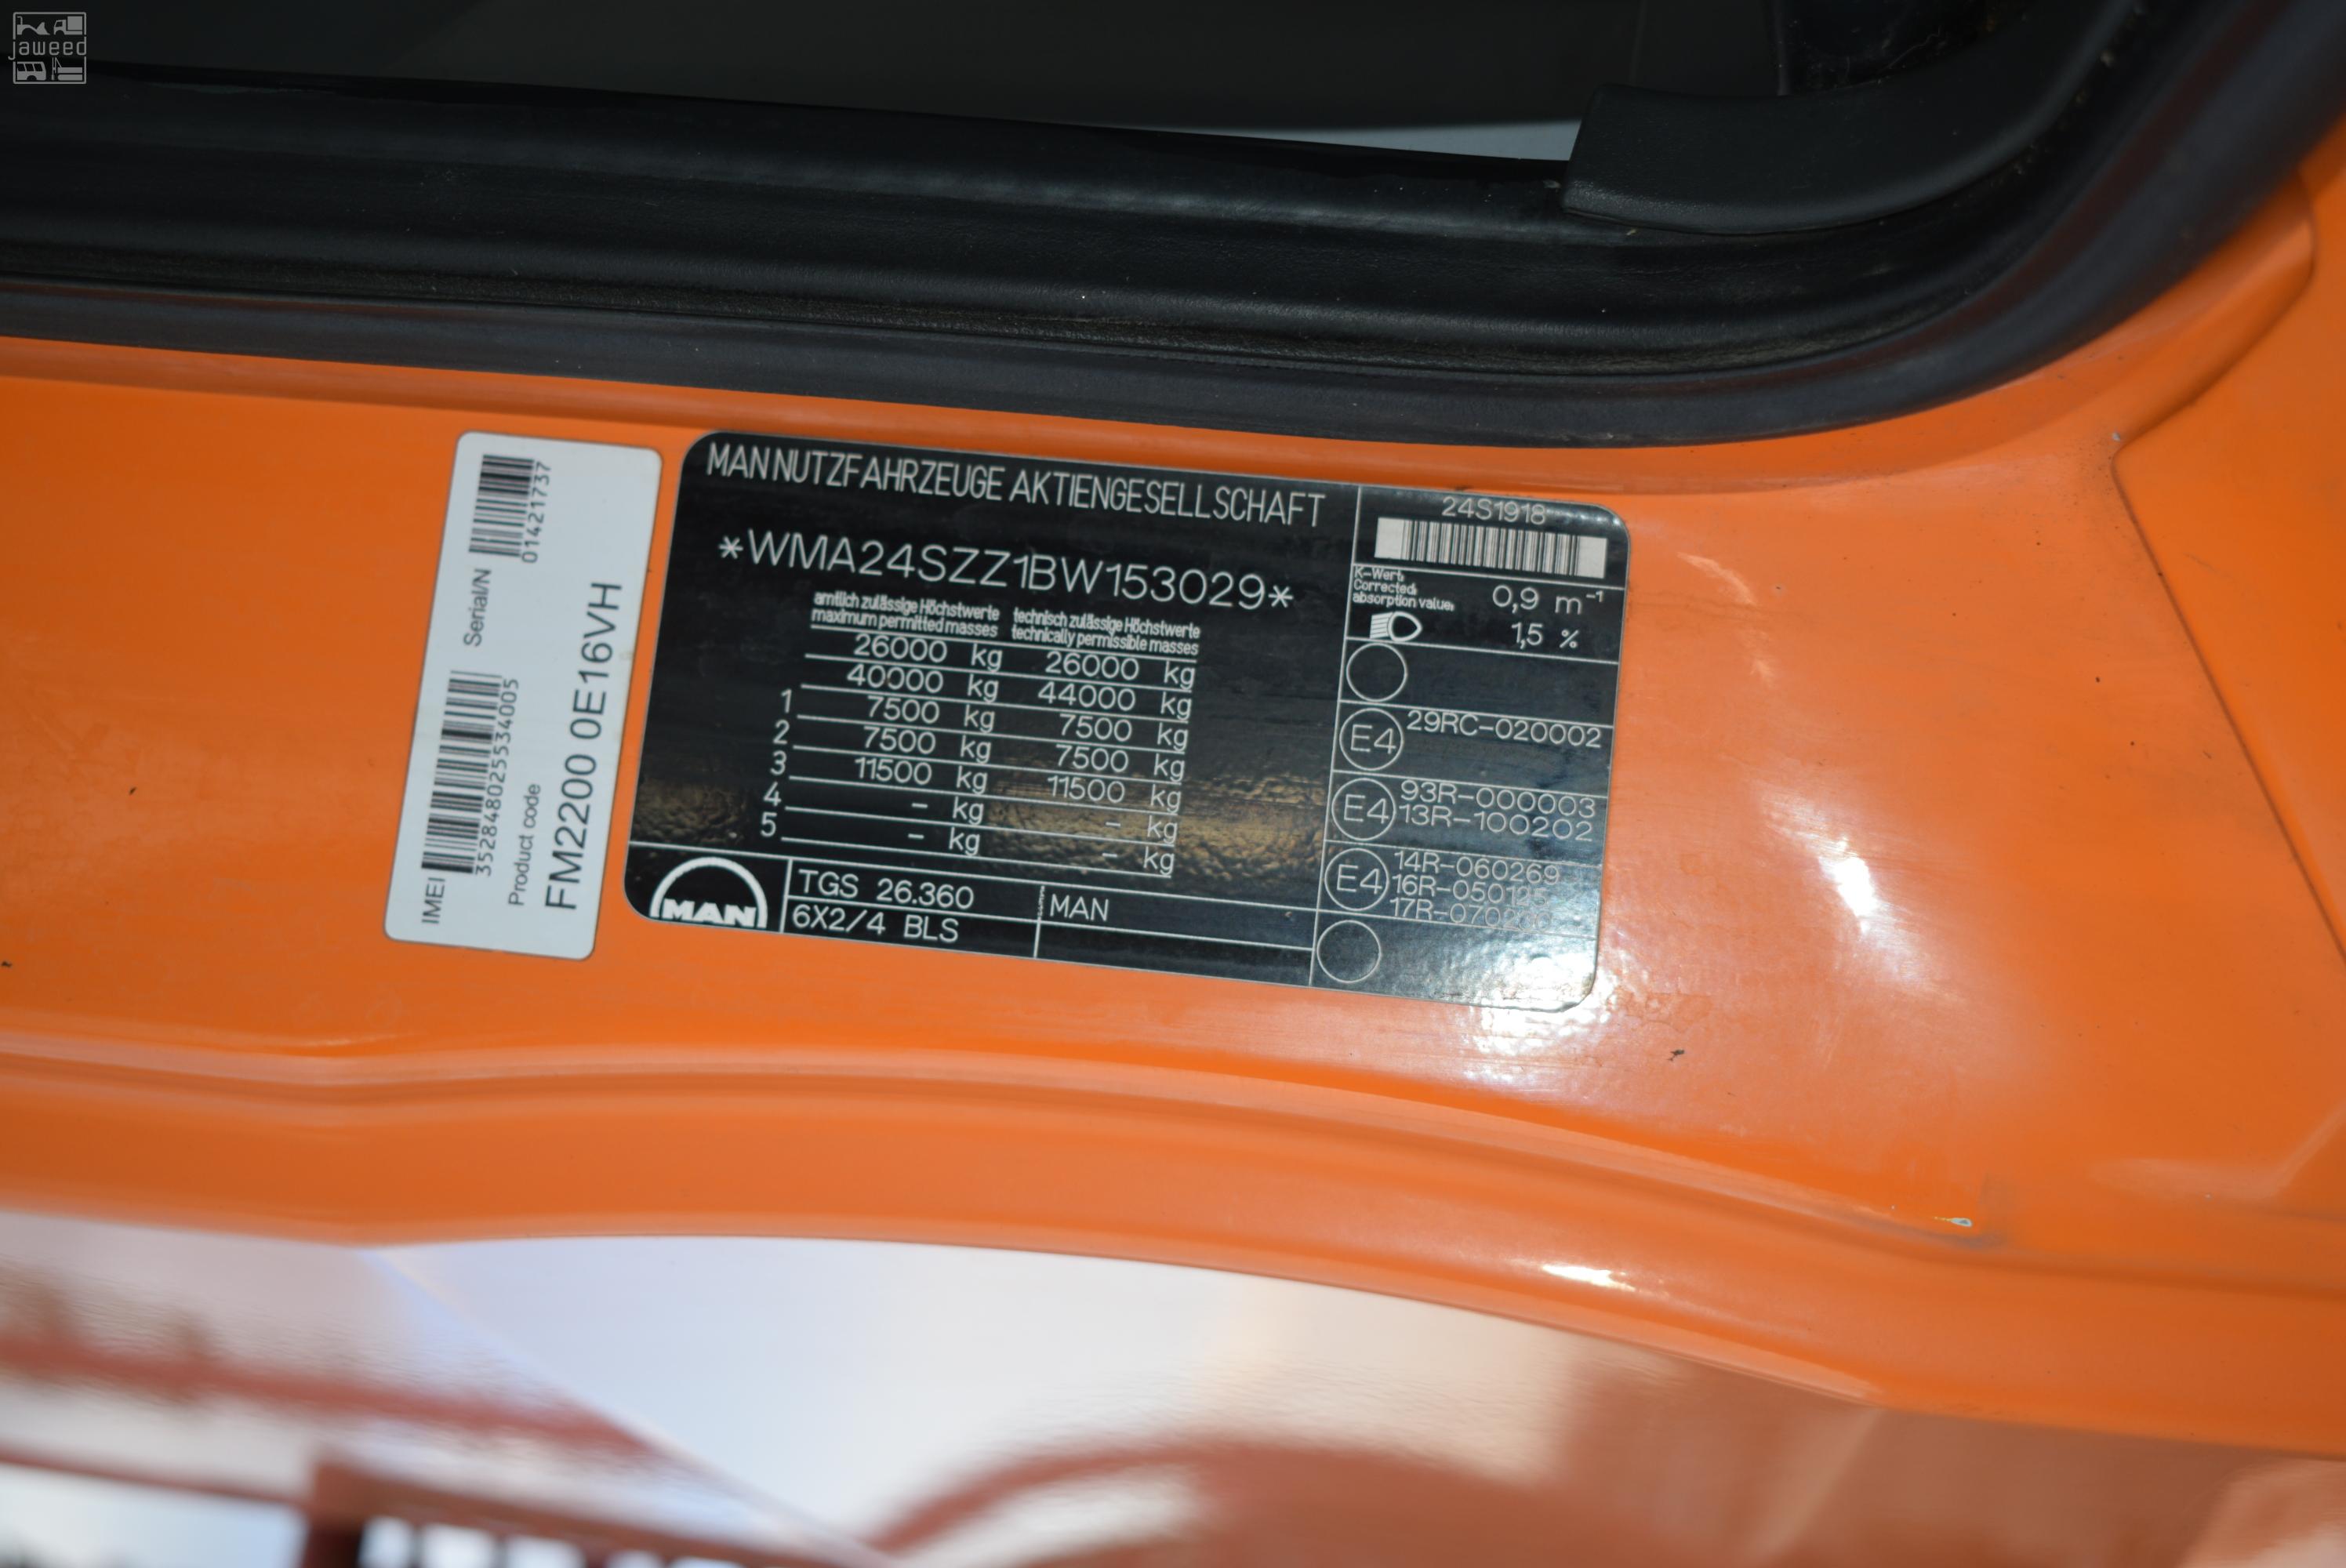 jaweed
Serial/N
01421737
IMEI
352848025534005
Product code
FM2200 0E16VH
MAN NUTZFAHRZEUGE AKTIENGESELLSCHAFT
*WMA24SZZ1BW153029*
amtlich zulässige Höchstwerte technisch zulässige Höchstwerte
maximum permitted masses technically permissible masses
26000 kg 26000 kg
40000 kg 44000 kg
1 7500 kg 7500 kg
2 7500 kg 7500 kg
3 11500 kg 11500 kg
4 - kg - kg
5 - kg - kg
MAN
TGS 26.360
6X2/4 BLS
MAN
24S1918
K-Wert:
Corrected:
absorption value:
0,9 m-1
1,5 %
E4 29RC-020002
E4 93R-000003
13R-100202
E4 14R-060269
16R-050125